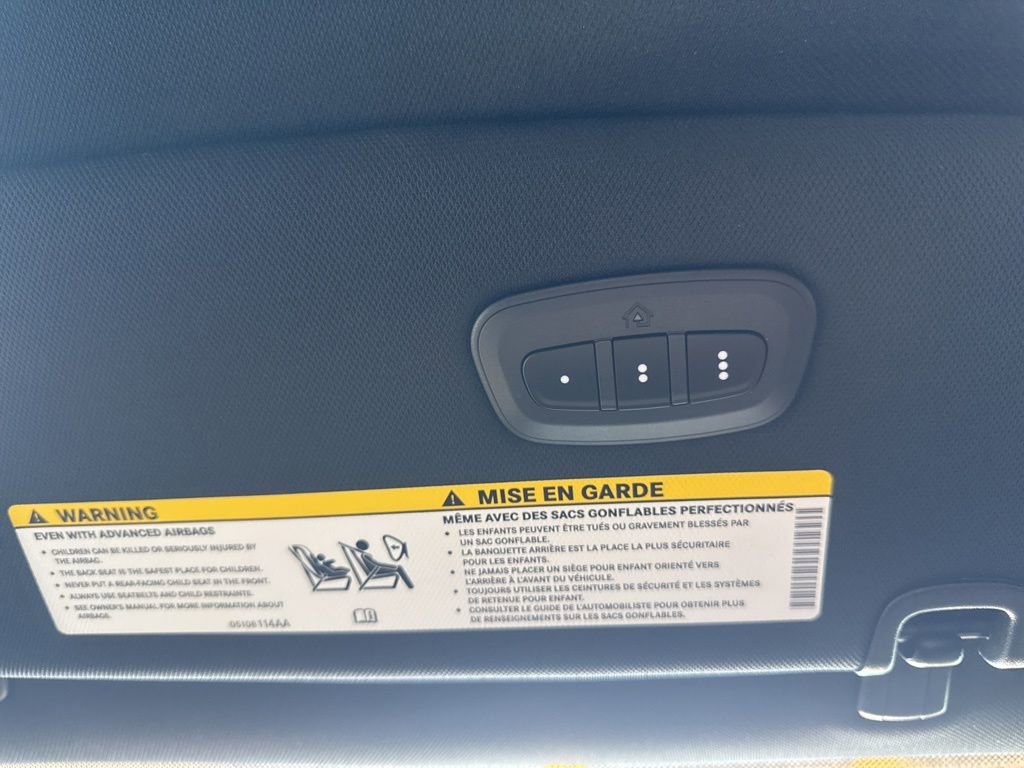 WARNING
EVEN WITH ADVANCED AIRBAGS
• CHILDREN CAN BE KILLED OR SERIOUSLY INJURED BY
THE AIRBAG.
• THE BACK SEAT IS THE SAFEST PLACE FOR CHILDREN.
• NEVER PUT A REAR-FACING CHILD SEAT IN THE FRONT.
• ALWAYS USE SEATBELTS AND CHILD RESTRAINTS.
• SEE OWNER'S MANUAL FOR MORE INFORMATION ABOUT
AIRBAGS.
MISE EN GARDE
MÊME AVEC DES SACS GONFLABLES PERFECTIONNÉS
• LES ENFANTS PEUVENT ÊTRE TUÉS OU GRAVEMENT BLESSÉS PAR
UN SAC GONFLABLE.
• LA BANQUETTE ARRIÈRE EST LA PLACE LA PLUS SÉCURITAIRE
POUR LES ENFANTS.
• NE JAMAIS PLACER UN SIÈGE POUR ENFANT ORIENTÉ VERS
L'ARRIÈRE À L'AVANT DU VÉHICULE.
• TOUJOURS UTILISER LES CEINTURES DE SÉCURITÉ ET LES SYSTÈMES
DE RETENUE POUR ENFANT.
• CONSULTER LE GUIDE DE L'AUTOMOBILISTE POUR OBTENIR PLUS
DE RENSEIGNEMENTS SUR LES SACS GONFLABLES.